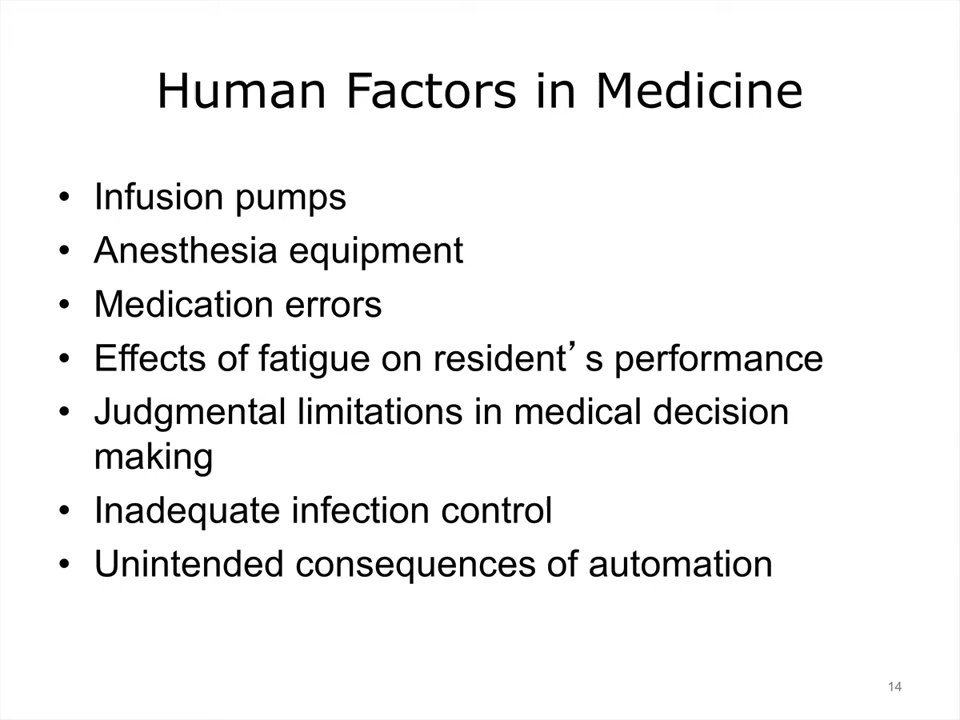 Human Factors in Medicine
• Infusion pumps
• Anesthesia equipment
• Medication errors
• Effects of fatigue on resident’s performance
• Judgmental limitations in medical decision
making
• Inadequate infection control
• Unintended consequences of automation
14